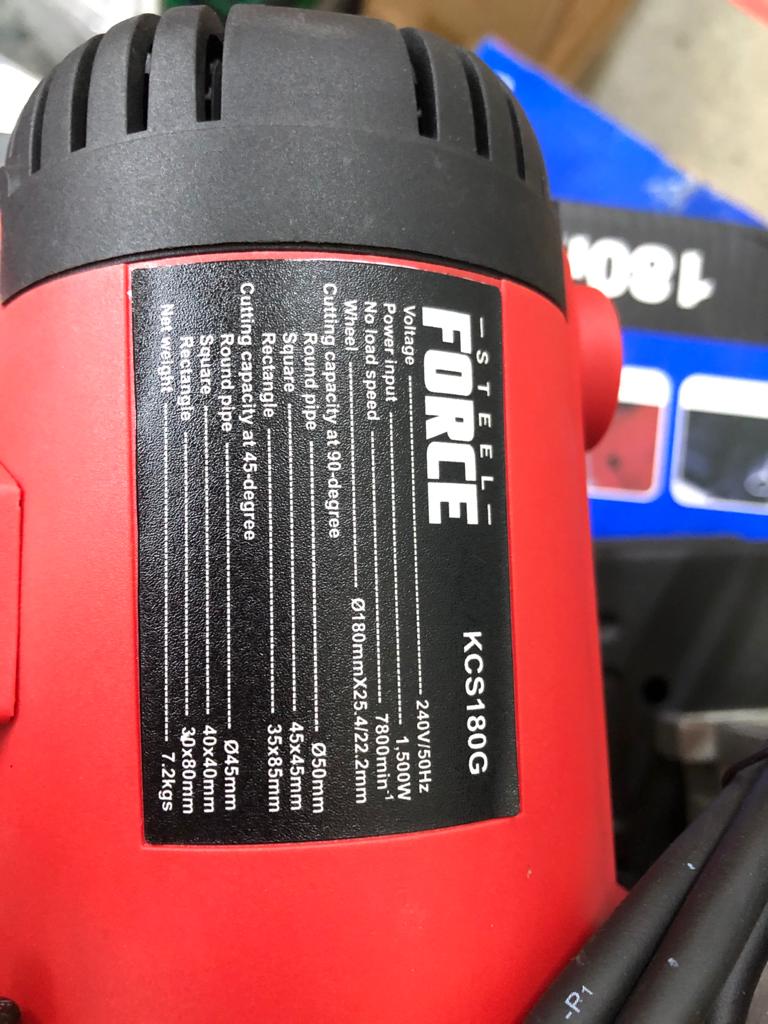 -STEEL-
FORCE
KCS180G
Voltage 240V/50Hz
Power input 1,500W
No load speed 7800min⁻¹
Wheel Ø180mmX25.4/22.2mm
Cutting capacity at 90-degree
Round pipe Ø50mm
Square 45x45mm
Rectangle 35x85mm
Cutting capacity at 45-degree
Round pipe Ø45mm
Square 40x40mm
Rectangle 30x80mm
Net weight 7.2kgs
-P1